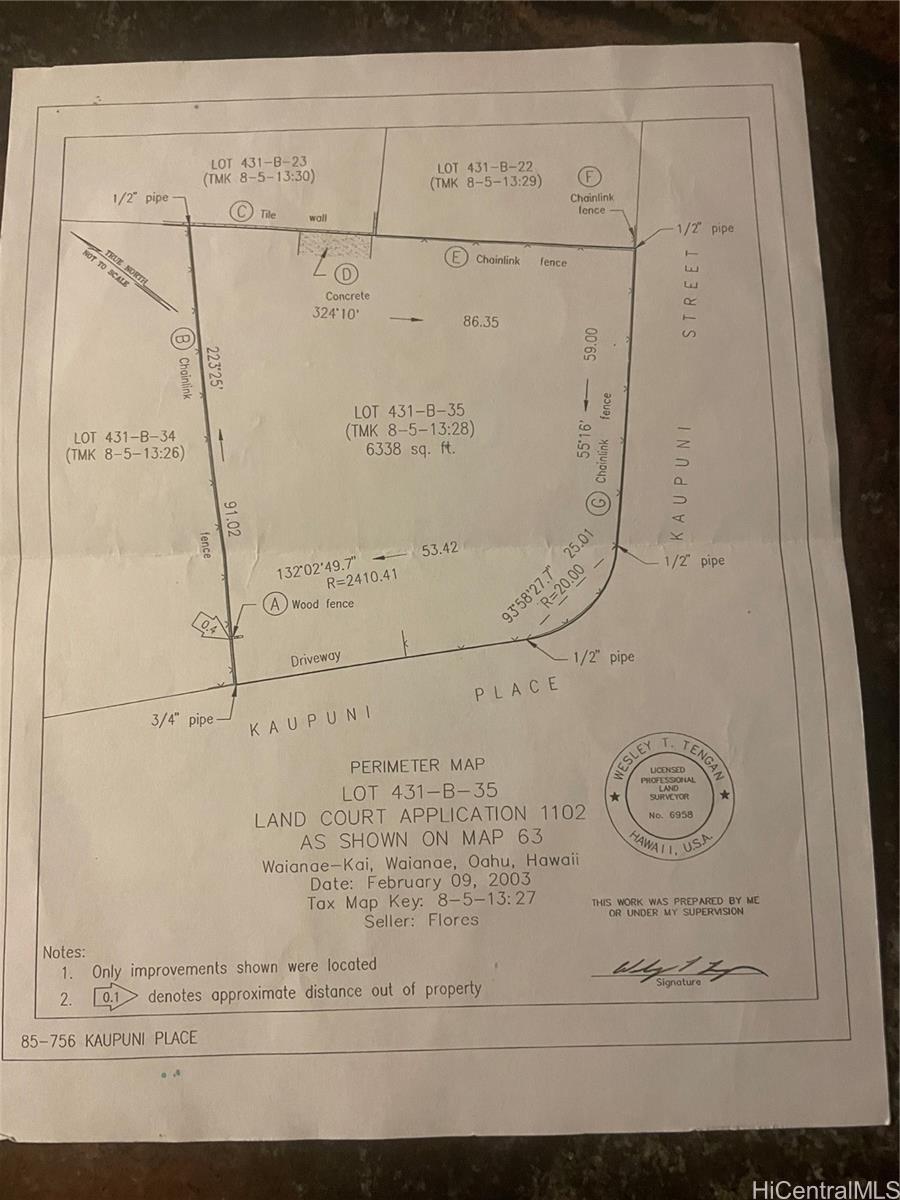 LOT 431-B-23
(TMK 8-5-13:30)
LOT 431-B-22
(TMK 8-5-13:29)
F
Chainlink
fence
1/2" pipe
C Tile wall
1/2" pipe
TRUE NORTH
NOT TO SCALE
D
Concrete
E Chainlink fence
324°10'
86.35
STREET
KAUPUNI
B Chainlink
fence
223°25'
91.02
59.00
55°16'
G Chainlink fence
LOT 431-B-34
(TMK 8-5-13:26)
LOT 431-B-35
(TMK 8-5-13:28)
6338 sq. ft.
132°02'49.7"
53.42
R=2410.41
93°58'27.7"
25.01
R=20.00
1/2" pipe
A Wood fence
0.4
Driveway
1/2" pipe
3/4" pipe
KAUPUNI PLACE
PERIMETER MAP
LOT 431-B-35
LAND COURT APPLICATION 1102
AS SHOWN ON MAP 63
Waianae-Kai, Waianae, Oahu, Hawaii
Date: February 09, 2003
Tax Map Key: 8-5-13:27
Seller: Flores
WESLEY T. TENGAN
LICENSED
PROFESSIONAL
LAND
SURVEYOR
No. 6958
HAWAII, U.S.A.
THIS WORK WAS PREPARED BY ME
OR UNDER MY SUPERVISION
Signature
Notes:
1. Only improvements shown were located
2. 0.1 denotes approximate distance out of property
85-756 KAUPUNI PLACE
HiCentralMLS